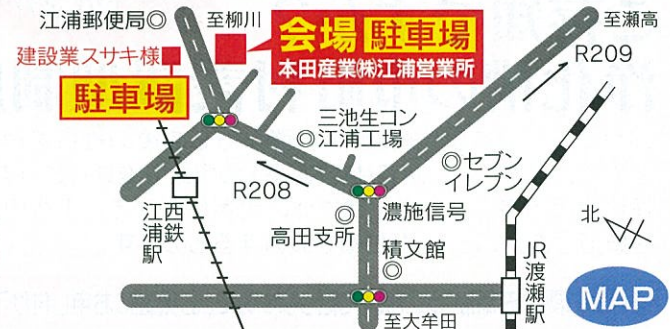 江浦郵便局◎
至柳川
建設業スサキ様
駐車場
会場 駐車場
本田産業㈱江浦営業所
至瀬高
R209
三池生コン
◎江浦工場
◎セブン
イレブン
R208
西鉄
江浦駅
◎
高田支所
濃施信号
積文館
◎
北
JR渡瀬駅
至大牟田
MAP